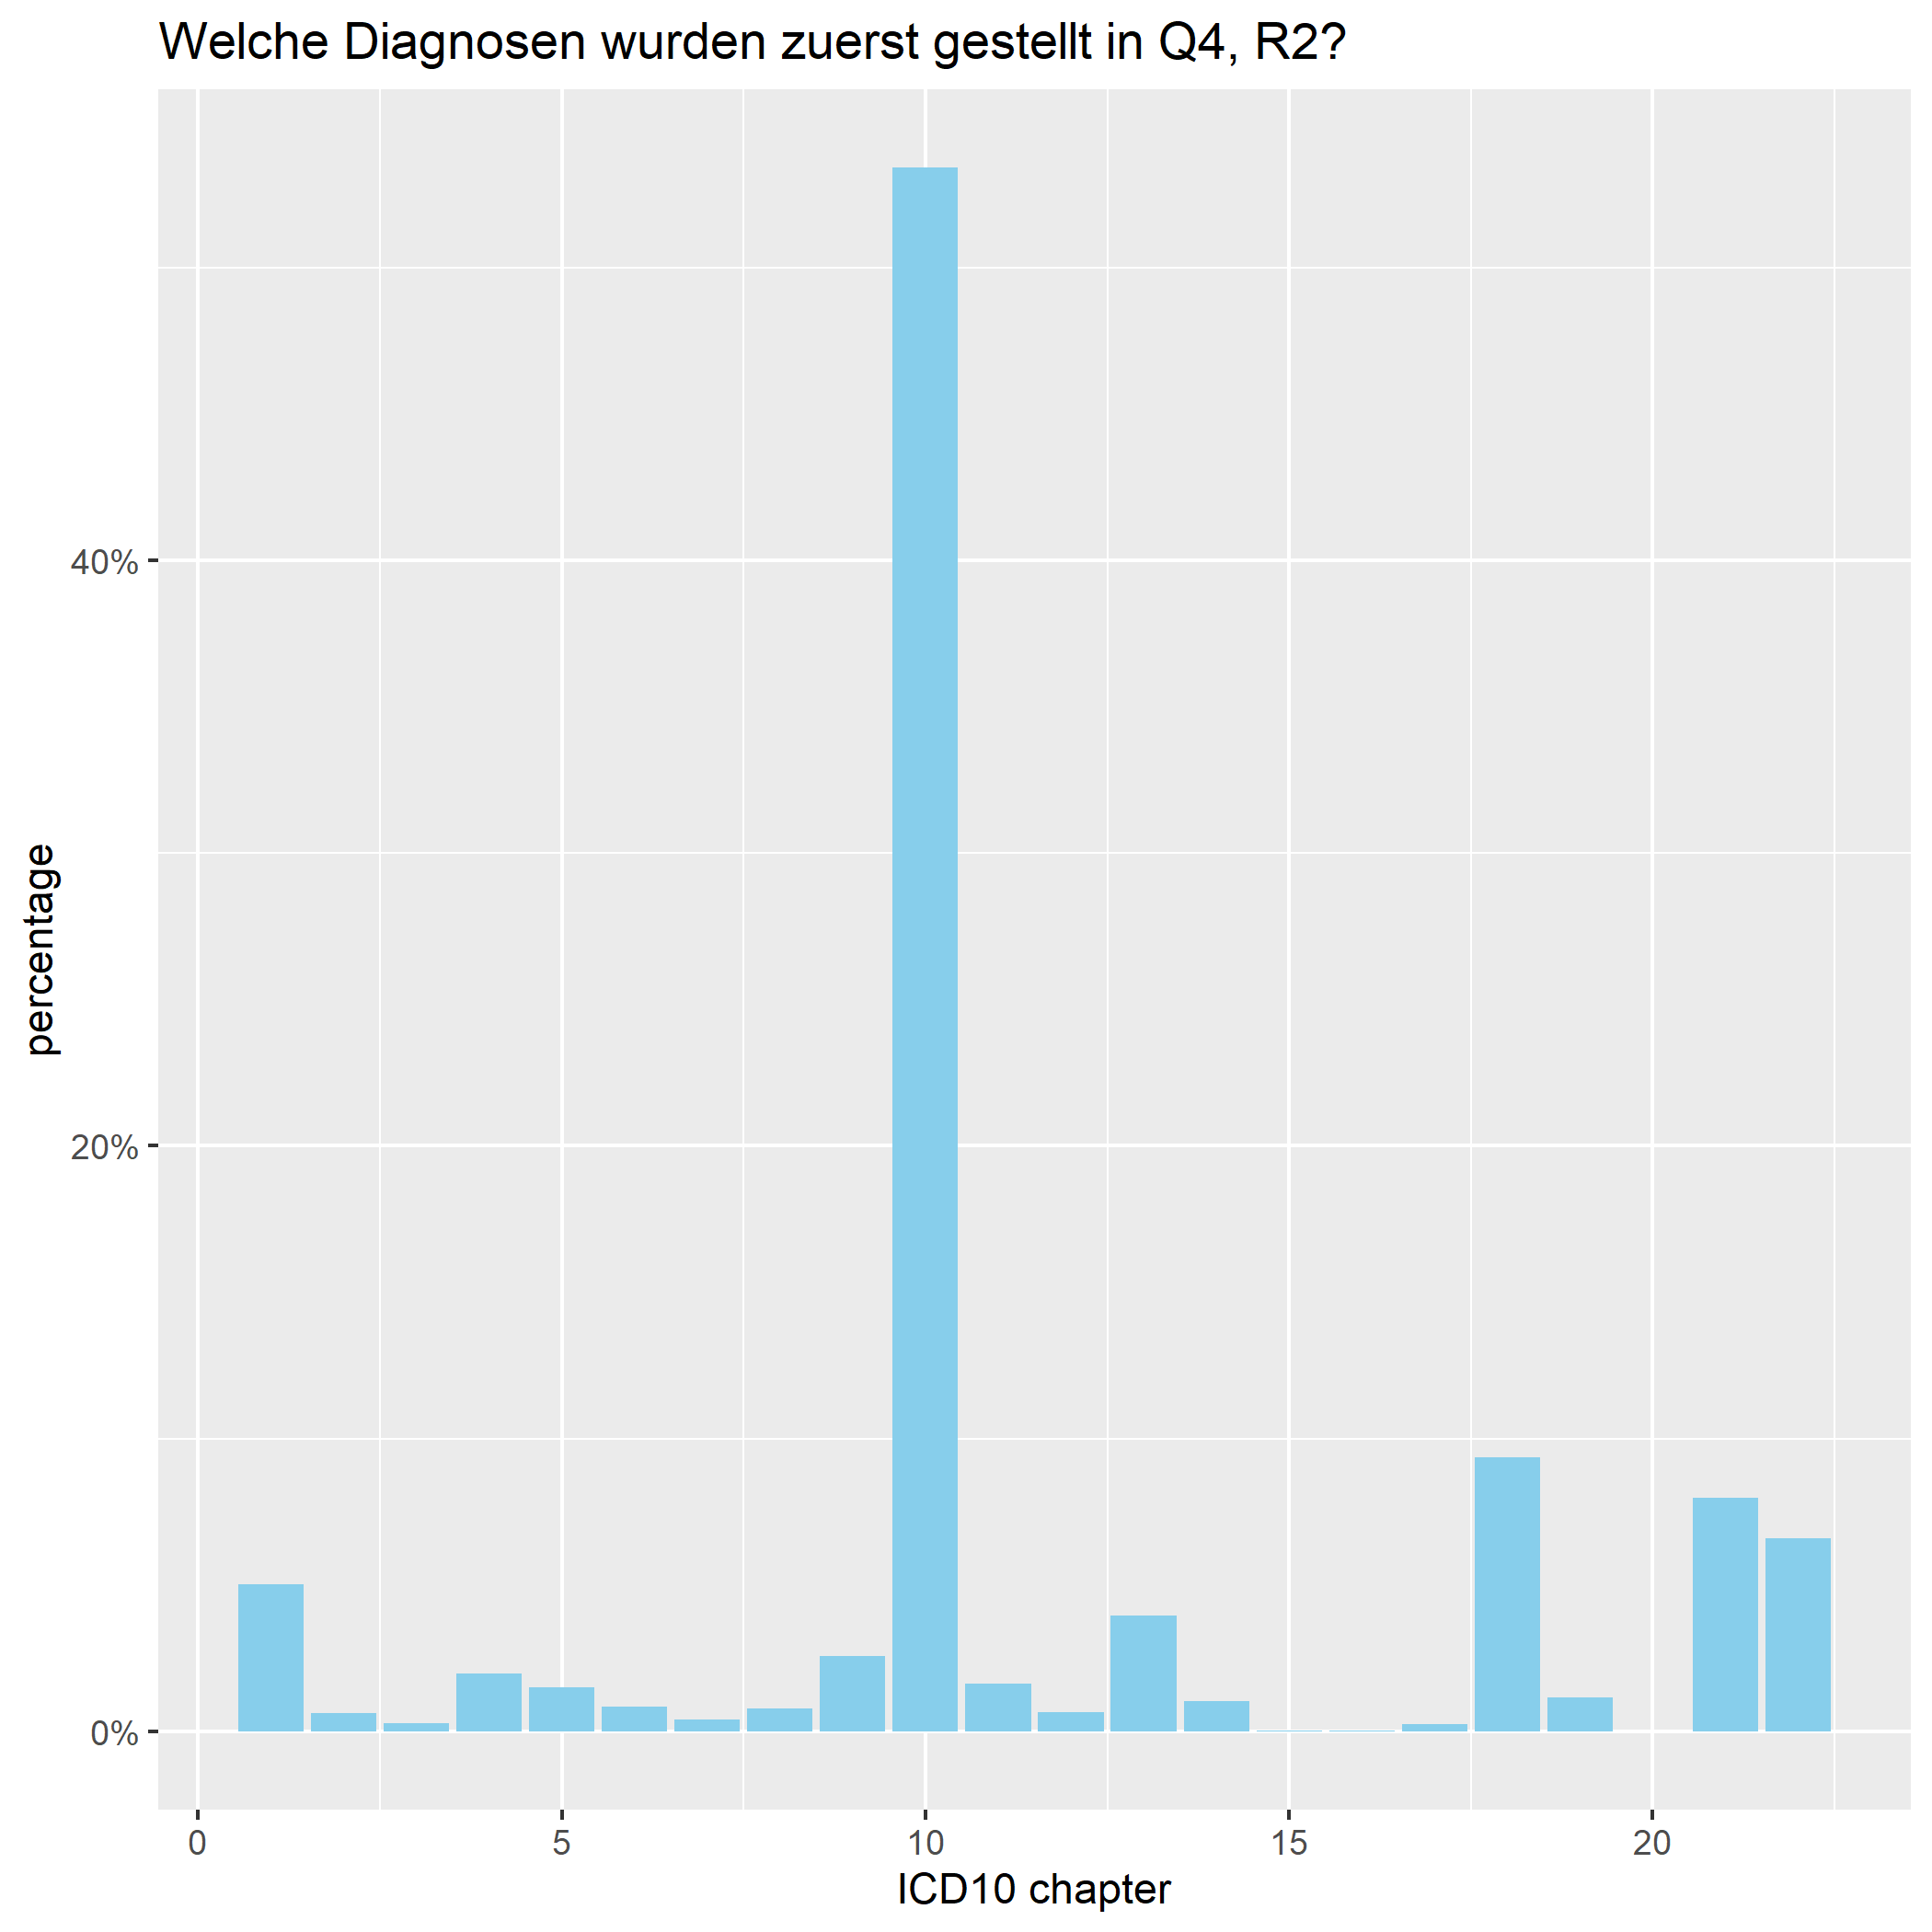 Welche Diagnosen wurden zuerst gestellt in Q4, R2?
percentage
40%
20%
0%
0 5 10 15 20
ICD10 chapter